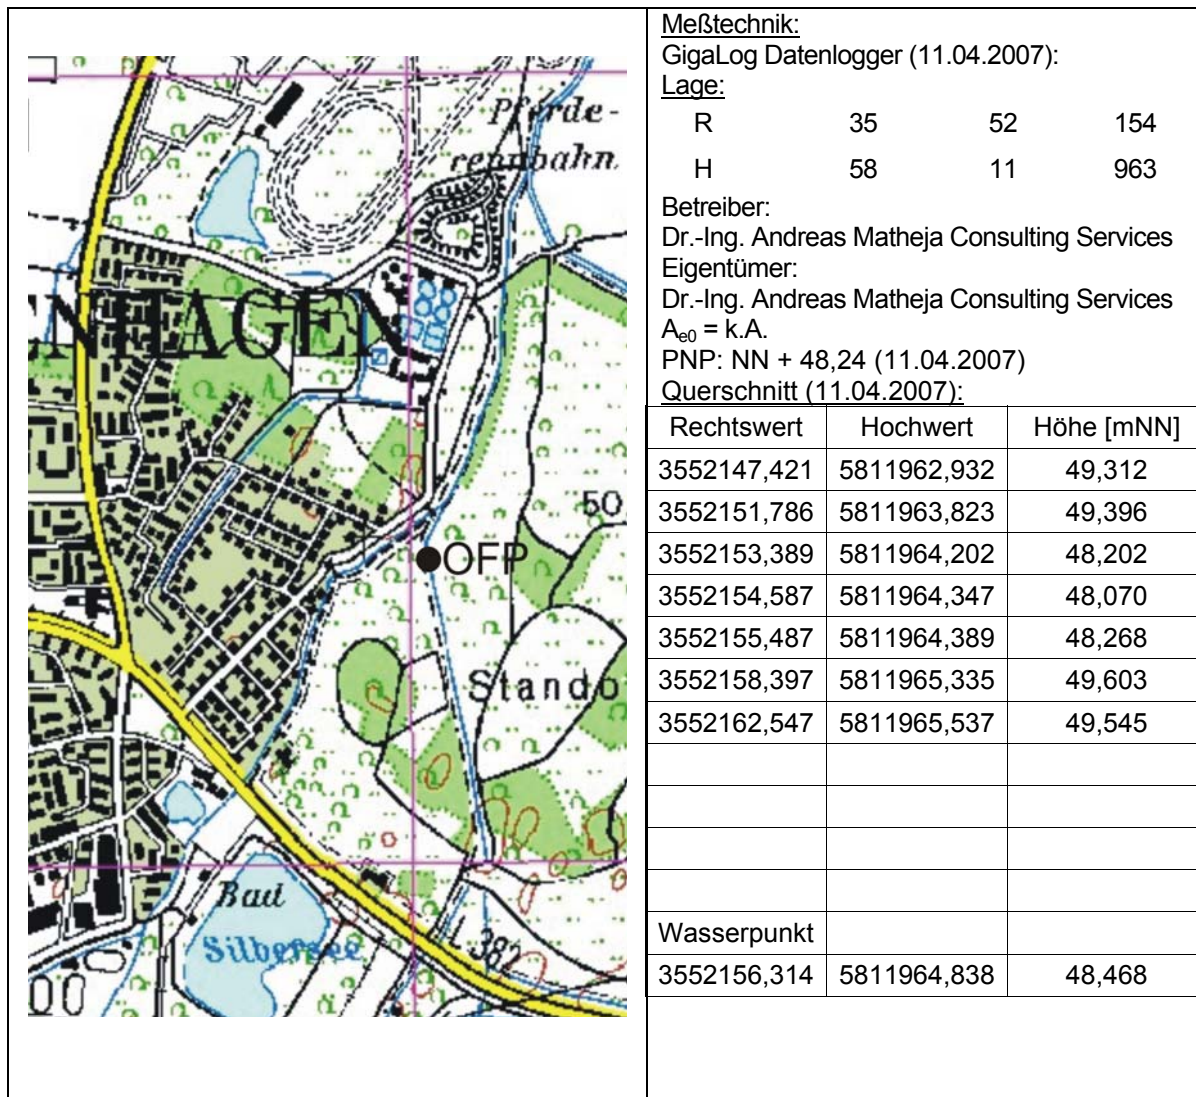 Pferde-
rennbahn
ENHAGEN
OFP
50
Stando
Bad
Silbersee
Meßtechnik:
GigaLog Datenlogger (11.04.2007):
Lage:
R 35 52 154
H 58 11 963
Betreiber:
Dr.-Ing. Andreas Matheja Consulting Services
Eigentümer:
Dr.-Ing. Andreas Matheja Consulting Services
Ae0 = k.A.
PNP: NN + 48,24 (11.04.2007)
Querschnitt (11.04.2007):
Rechtswert Hochwert Höhe [mNN]
3552147,421 5811962,932 49,312
3552151,786 5811963,823 49,396
3552153,389 5811964,202 48,202
3552154,587 5811964,347 48,070
3552155,487 5811964,389 48,268
3552158,397 5811965,335 49,603
3552162,547 5811965,537 49,545
Wasserpunkt
3552156,314 5811964,838 48,468